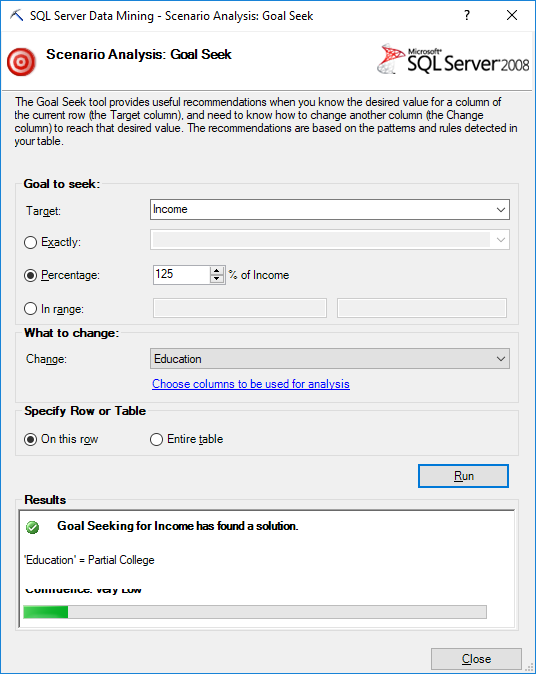 SQL Server Data Mining - Scenario Analysis: Goal Seek
?
Scenario Analysis: Goal Seek
Microsoft®
SQL Server® 2008
The Goal Seek tool provides useful recommendations when you know the desired value for a column of
the current row (the Target column), and need to know how to change another column (the Change
column) to reach that desired value. The recommendations are based on the patterns and rules detected in
your table.
Goal to seek:
Target: Income
Exactly:
Percentage: 125 % of Income
In range:
What to change:
Change: Education
Choose columns to be used for analysis
Specify Row or Table
On this row Entire table
Run
Results
Goal Seeking for Income has found a solution.
'Education' = Partial College
Confidence: Very Low
Close